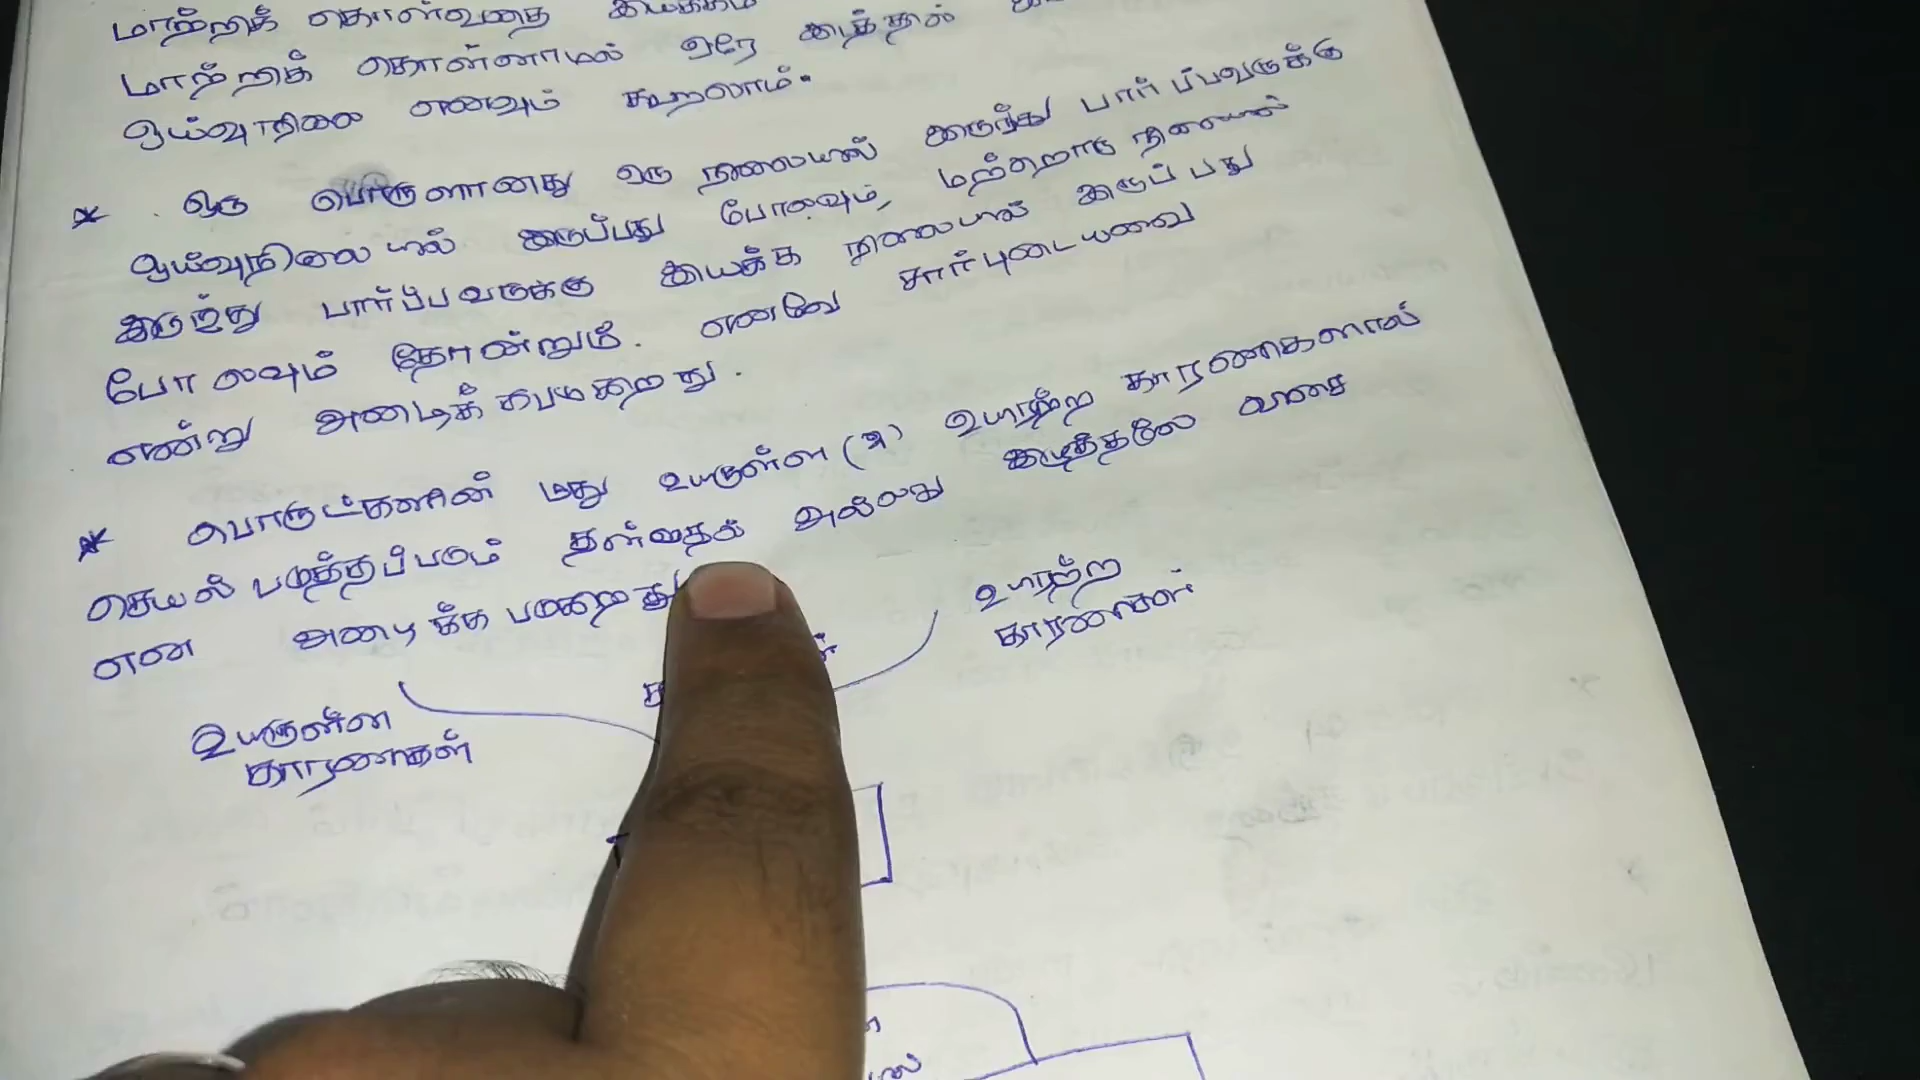 மாற்றிக் கொள்வதை இயக்கம்
மாற்றிக் கொள்ளாமல் ஒரே இடத்தில்
ஓய்வுநிலை எனவும் கூறலாம்.
* ஒரு பொருளானது ஒரு நிலையில் இருந்து பார்ப்பவருக்கு
ஓய்வுநிலையில் இருப்பது போலவும், மற்றொரு நிலையில்
இருந்து பார்ப்பவருக்கு இயக்க நிலையில் இருப்பது
போலவும் தோன்றும். எனவே சார்புடையவை
என்று அழைக்கப்படுகிறது.
* பொருட்களின் மீது உயிருள்ள (அ) உயிரற்ற காரணிகளால்
செயல்படுத்தப்படும் தள்ளுதல் அல்லது இழுத்தலே விசை
என அழைக்கப்படுகிறது
உயிரற்ற
காரணிகள்
உயிருள்ள
காரணிகள்